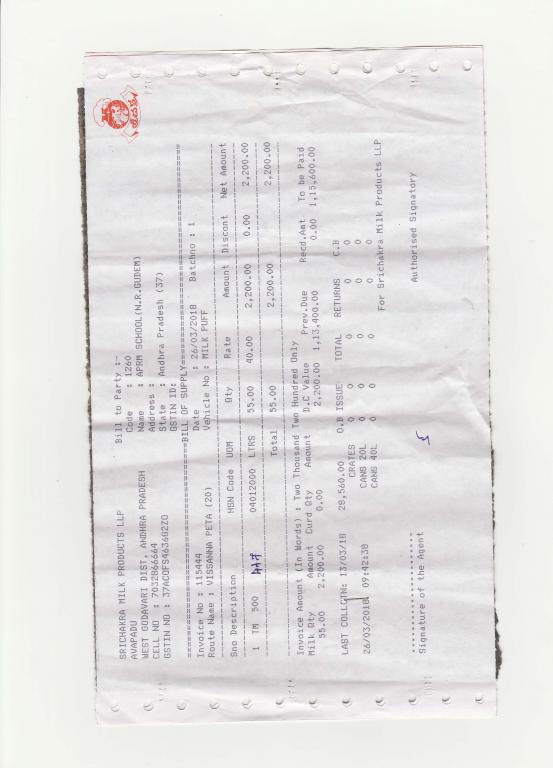 SRICHAKRA MILK PRODUCTS LLP
AVAPADU
WEST GODAVARI DIST, ANDHRA PRADESH
CELL NO : 7032866664
GSTIN NO : 37ACOFS4636G2ZO
Bill to Party :-
Code : 1260
Name : APRM SCHOOL(N.R.GUDEM)
Address :
State : Andhra Pradesh (37)
GSTIN ID:
BILL OF SUPPLY
Invoice No : 115444 Date : 26/03/2018 Batchno : 1
Route Name : VISSANNA PETA (20) Vehicle No : MILK PUFF
Sno Description HSN Code UOM Qty Rate Amount Discont Net Amount
1 TM 500 04012000 LTRS 55.00 40.00 2,200.00 0.00 2,200.00
Total 55.00 2,200.00 2,200.00
Invoice Amount (In Words) : Two Thousand Two Hundred Only
Milk Qty Amount Curd Qty Amount D.C Value Prev.Due Recd.Amt To be Paid
55.00 2,200.00 0.00 2,200.00 1,13,400.00 0.00 1,15,600.00
LAST COLLCTN: 13/03/18 28,560.00 O.B ISSUE TOTAL RETURNS C.B
CRATES 0 0 0 0
CANS 20L 0 0 0 0
CANS 40L 0 0 0 0
26/03/2018 09:42:38
For Srichakra Milk Products LLP
Signature of the Agent Authorised Signatory